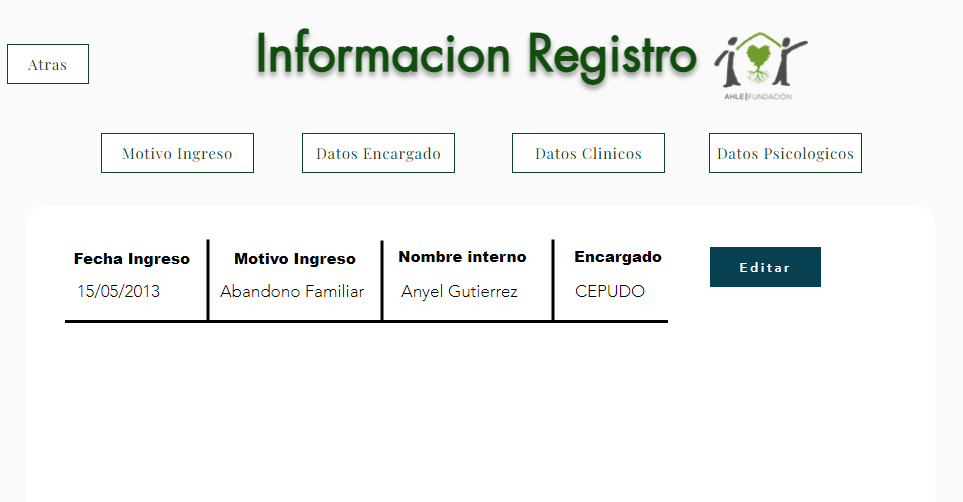 Informacion Registro
Atras
AHLE|FUNDACIÓN
Motivo Ingreso Datos Encargado Datos Clinicos Datos Psicologicos
Fecha Ingreso Motivo Ingreso Nombre interno Encargado Editar
15/05/2013 Abandono Familiar Anyel Gutierrez CEPUDO